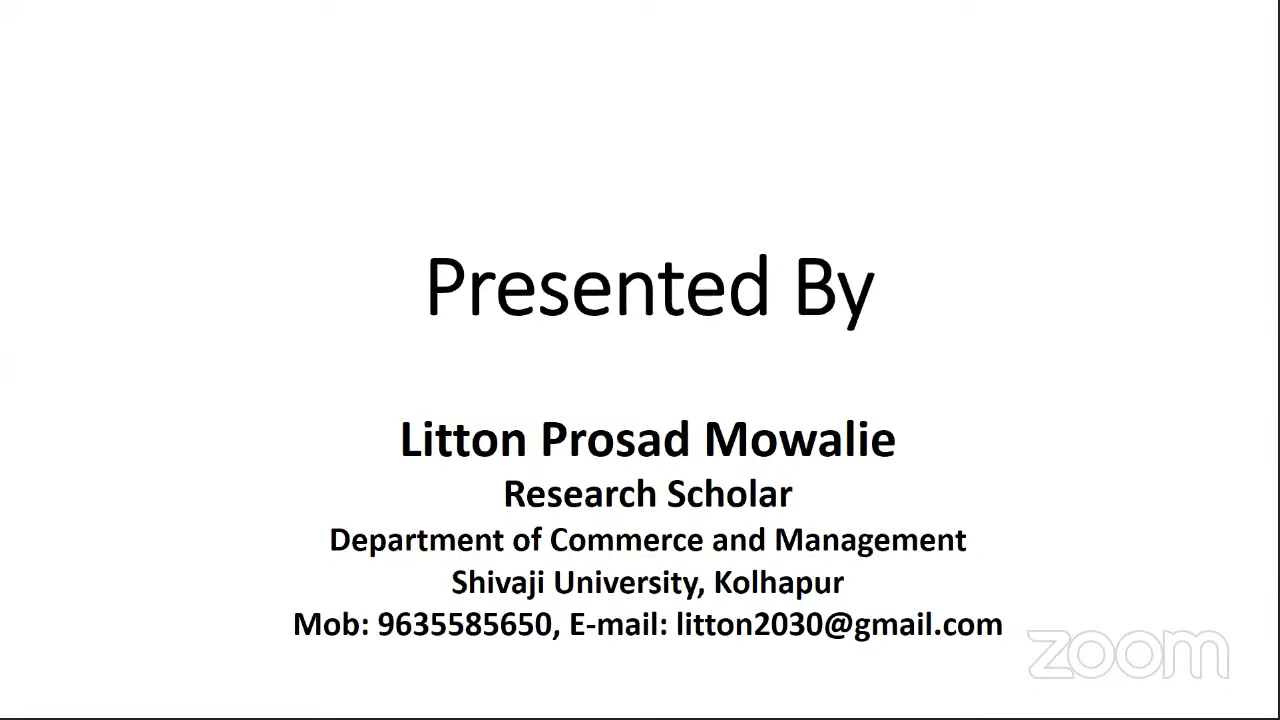 Presented By
Litton Prosad Mowalie
Research Scholar
Department of Commerce and Management
Shivaji University, Kolhapur
Mob: 9635585650, E-mail: litton2030@gmail.com
zoom